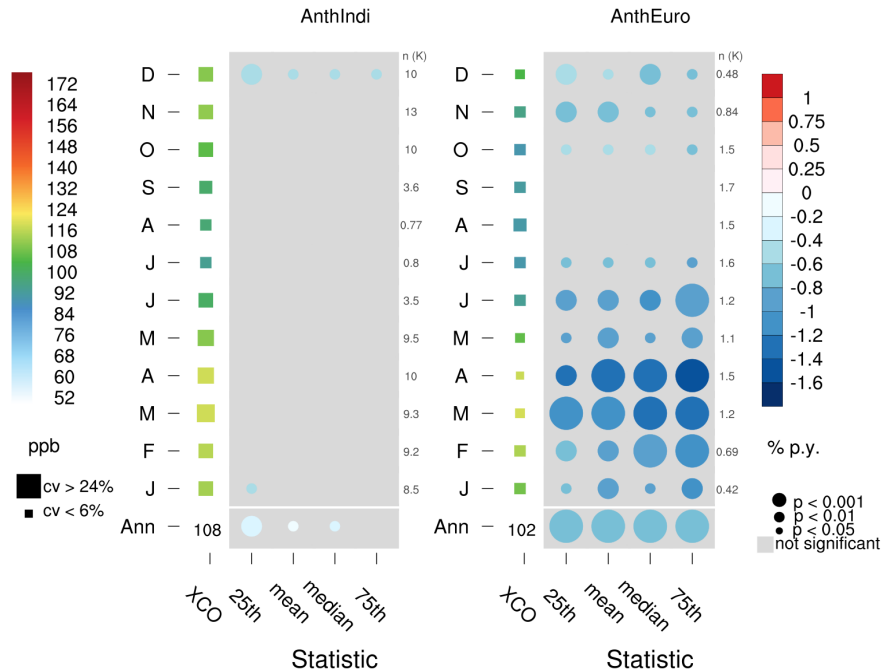 AnthIndi
AnthEuro
n (K)
n (K)
D
10
D
0.48
N
13
N
0.84
O
10
O
1.5
S
3.6
S
1.7
A
0.77
A
1.5
J
0.8
J
1.6
J
3.5
J
1.2
M
9.5
M
1.1
A
10
A
1.5
M
9.3
M
1.2
F
9.2
F
0.69
J
8.5
J
0.42
Ann
108
Ann
102
XCO
25th
mean
median
75th
XCO
25th
mean
median
75th
Statistic
Statistic
172
164
156
148
140
132
124
116
108
100
92
84
76
68
60
52
ppb
cv > 24%
cv < 6%
1
0.75
0.5
0.25
0
-0.2
-0.4
-0.6
-0.8
-1
-1.2
-1.4
-1.6
% p.y.
p < 0.001
p < 0.01
p < 0.05
not significant